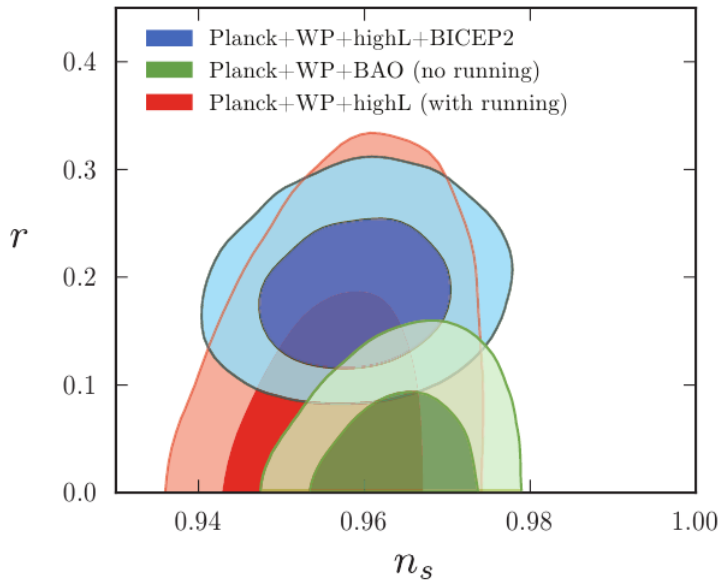 Planck+WP+highL+BICEP2
Planck+WP+BAO (no running)
Planck+WP+highL (with running)
0.4
0.3
r
0.2
0.1
0.0
0.94 0.96 0.98 1.00
n_s